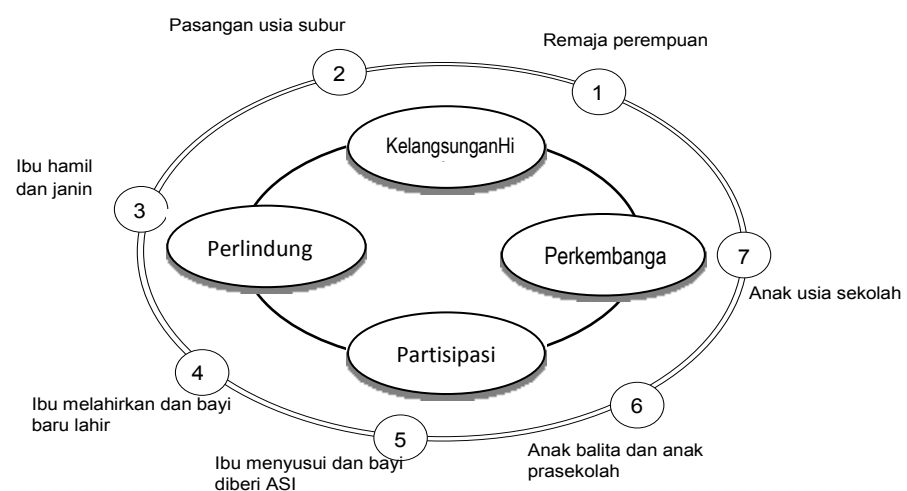 Pasangan usia subur
Remaja perempuan
2
1
KelangsunganHi
Ibu hamil
dan janin
3
Perlindung
Perkembanga
7
Anak usia sekolah
Partisipasi
4
Ibu melahirkan dan bayi
baru lahir
6
5
Anak balita dan anak
prasekolah
Ibu menyusui dan bayi
diberi ASI